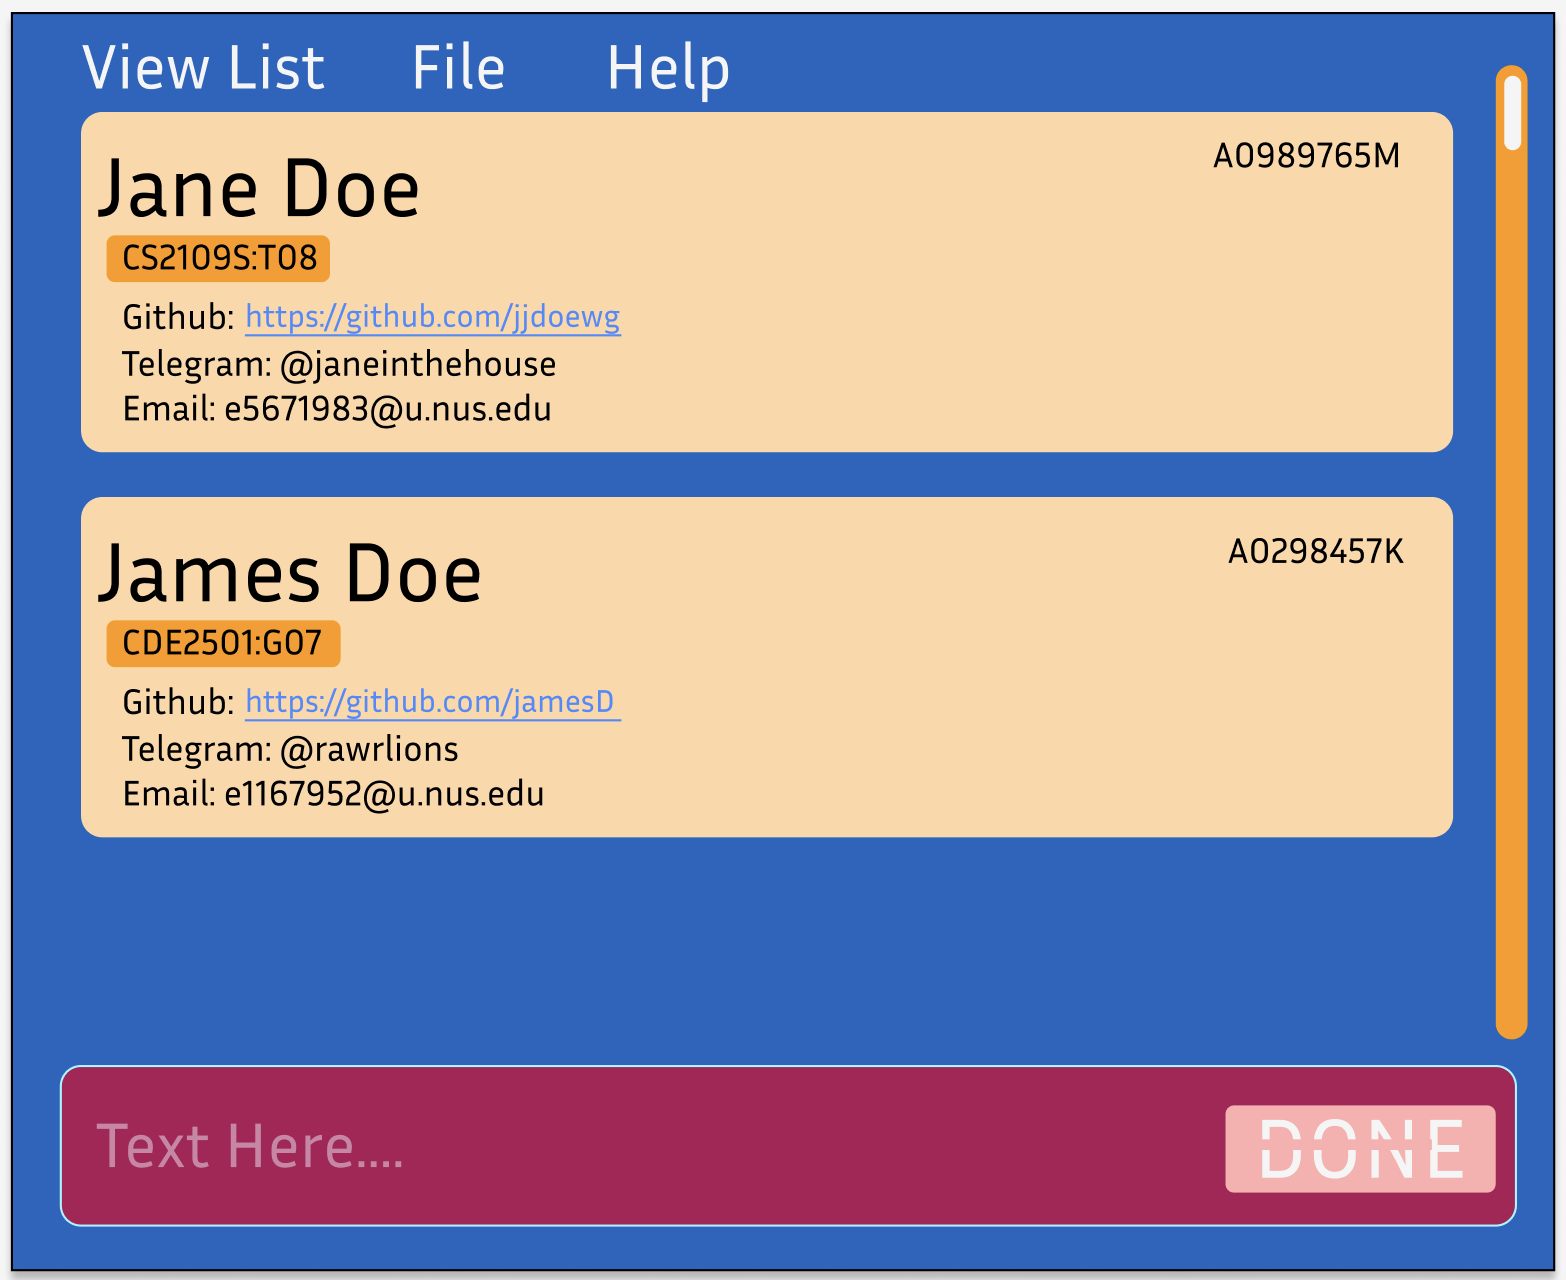 View List File Help
Jane Doe
A0989765M
CS2109S:T08
Github: https://github.com/jjdoewg
Telegram: @janeinthehouse
Email: e5671983@u.nus.edu
James Doe
A0298457K
CDE2501:G07
Github: https://github.com/jamesD
Telegram: @rawrlions
Email: e1167952@u.nus.edu
Text Here....
DONE